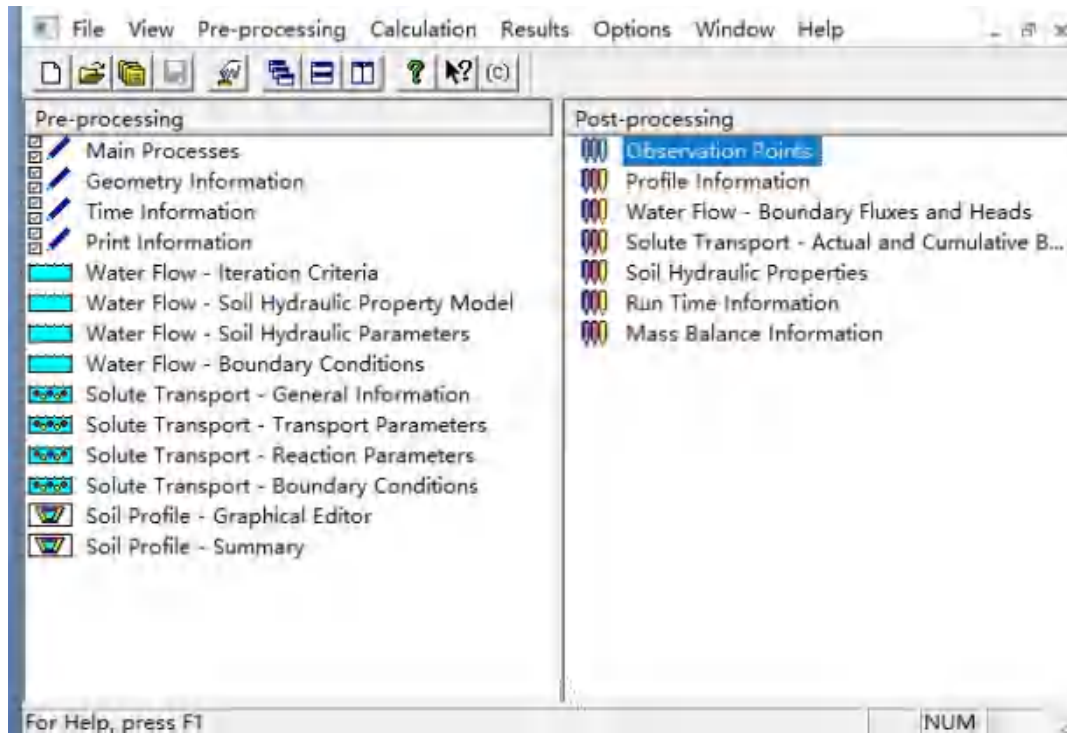 File View Pre-processing Calculation Results Options Window Help
? ? (c)
Pre-processing
Main Processes
Geometry Information
Time Information
Print Information
Water Flow - Iteration Criteria
Water Flow - Soil Hydraulic Property Model
Water Flow - Soil Hydraulic Parameters
Water Flow - Boundary Conditions
Solute Transport - General Information
Solute Transport - Transport Parameters
Solute Transport - Reaction Parameters
Solute Transport - Boundary Conditions
Soil Profile - Graphical Editor
Soil Profile - Summary
Post-processing
Observation Points
Profile Information
Water Flow - Boundary Fluxes and Heads
Solute Transport - Actual and Cumulative B...
Soil Hydraulic Properties
Run Time Information
Mass Balance Information
For Help, press F1
NUM